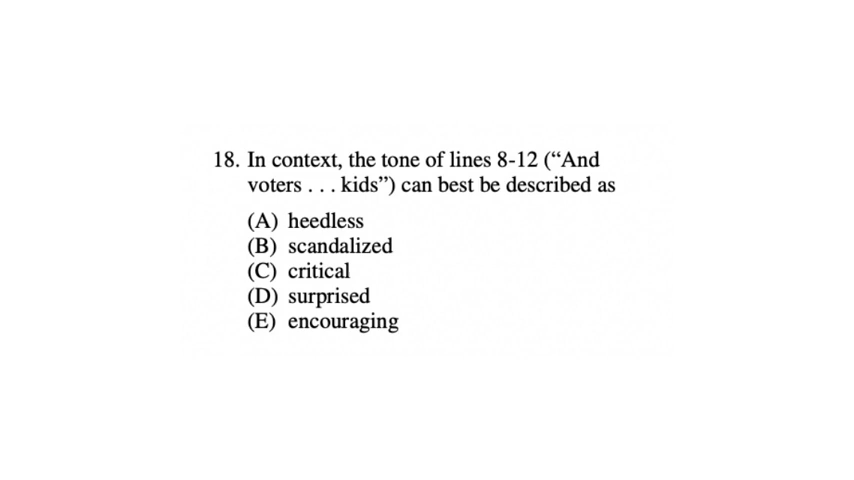 18. In context, the tone of lines 8-12 (“And
voters . . . kids”) can best be described as
(A) heedless
(B) scandalized
(C) critical
(D) surprised
(E) encouraging